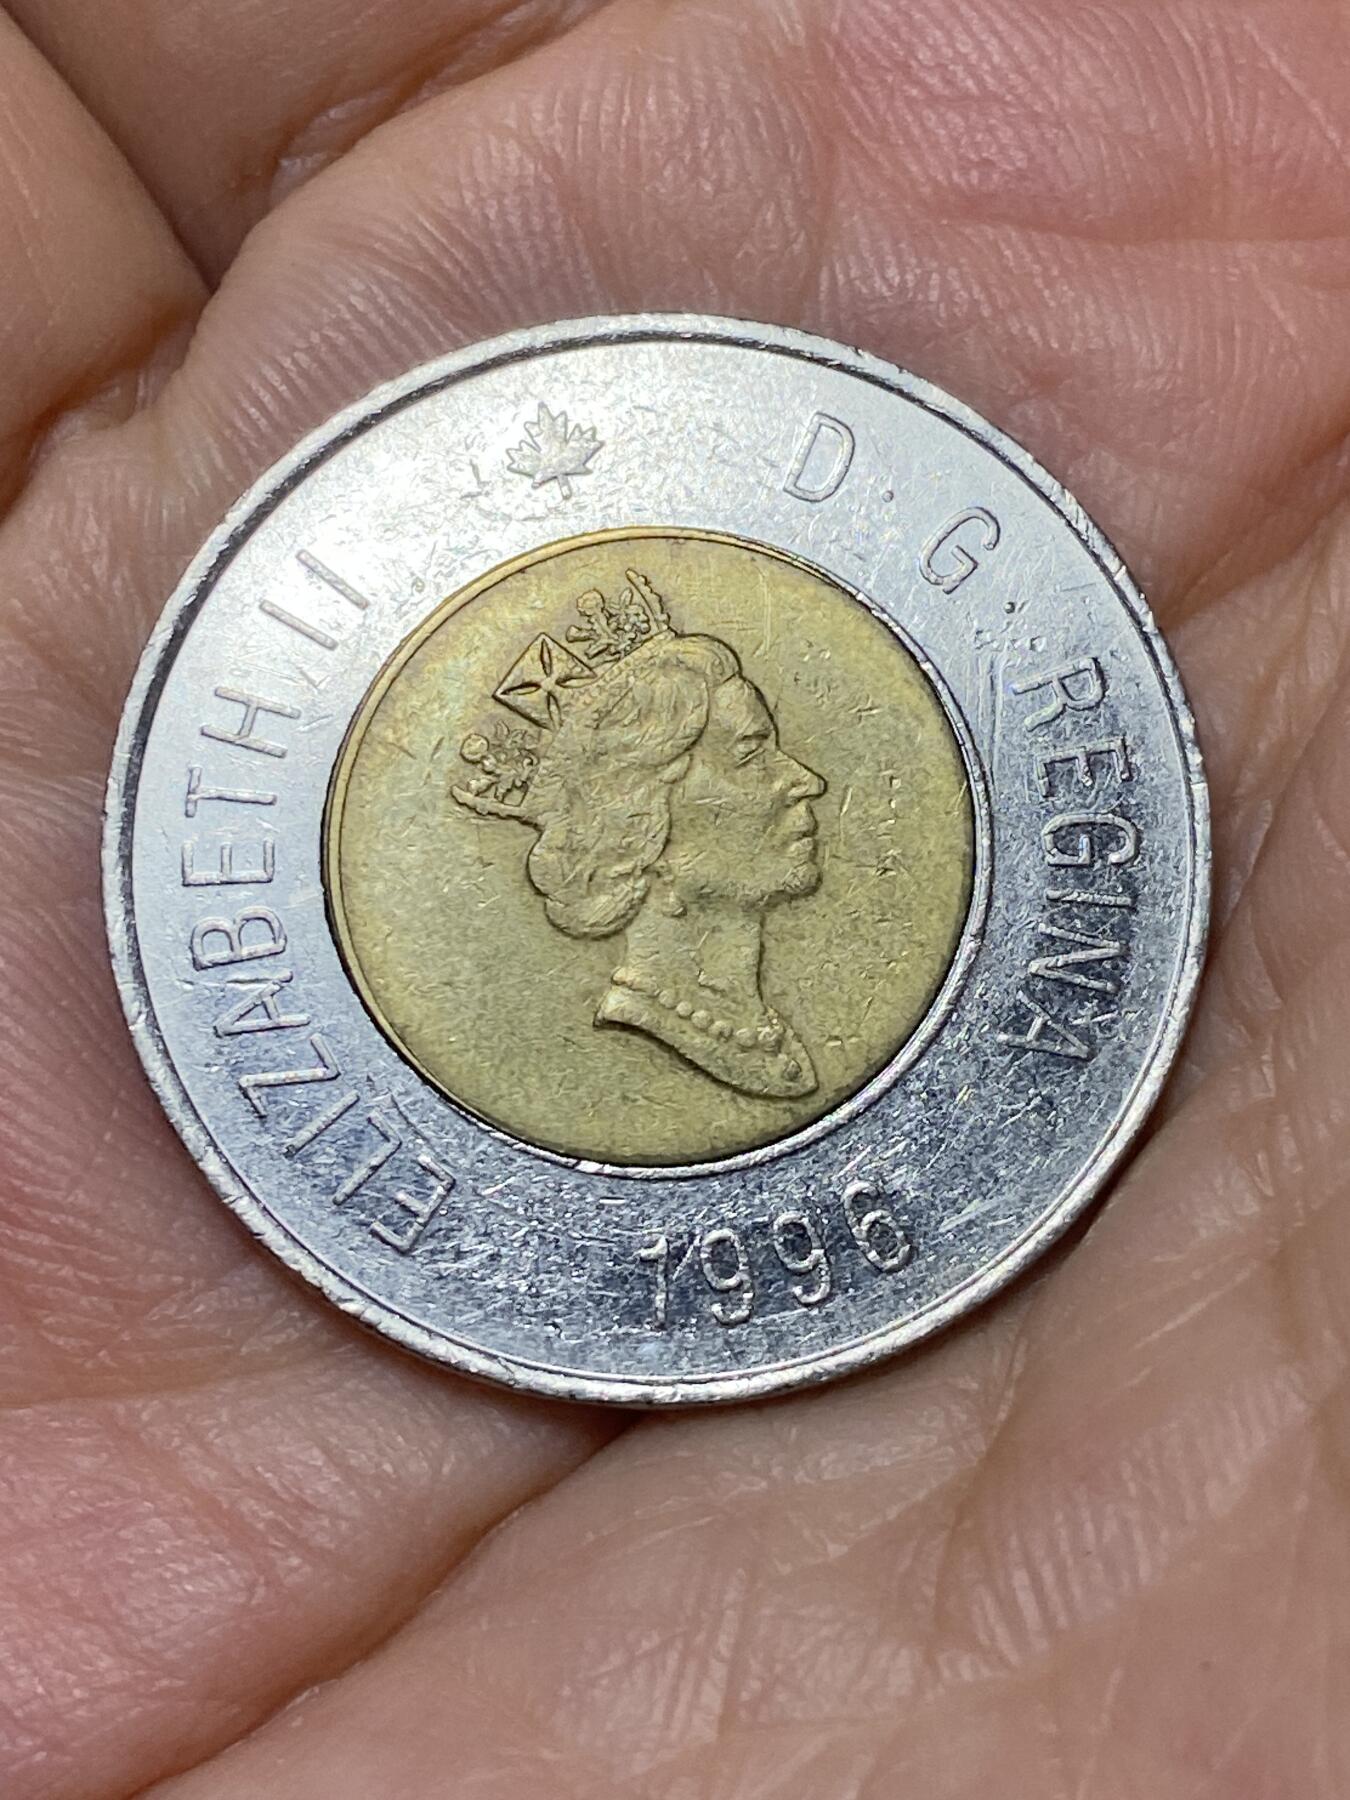 ELIZABETH II
D · G · REGINA
1996